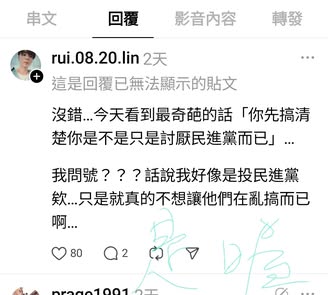 串文 回覆 影音內容 轉發
rui.08.20.lin 2天
這是回覆已無法顯示的貼文
沒錯...今天看到最奇葩的話「你先搞清
楚你是不是只是討厭民進黨而已」...
我問號？？？話說我好像是投民進黨
欸...只是就真的不想讓他們在亂搞而已
啊...
80 2
prage1991 2天